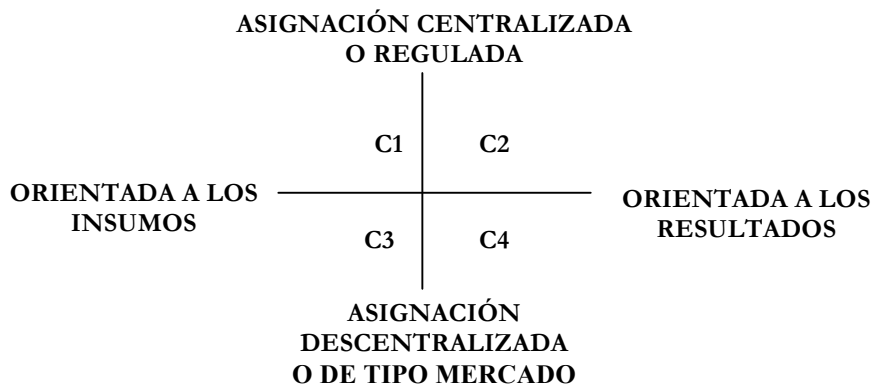 ASIGNACIÓN CENTRALIZADA
O REGULADA
C1
C2
ORIENTADA A LOS
INSUMOS
ORIENTADA A LOS
RESULTADOS
C3
C4
ASIGNACIÓN
DESCENTRALIZADA
O DE TIPO MERCADO